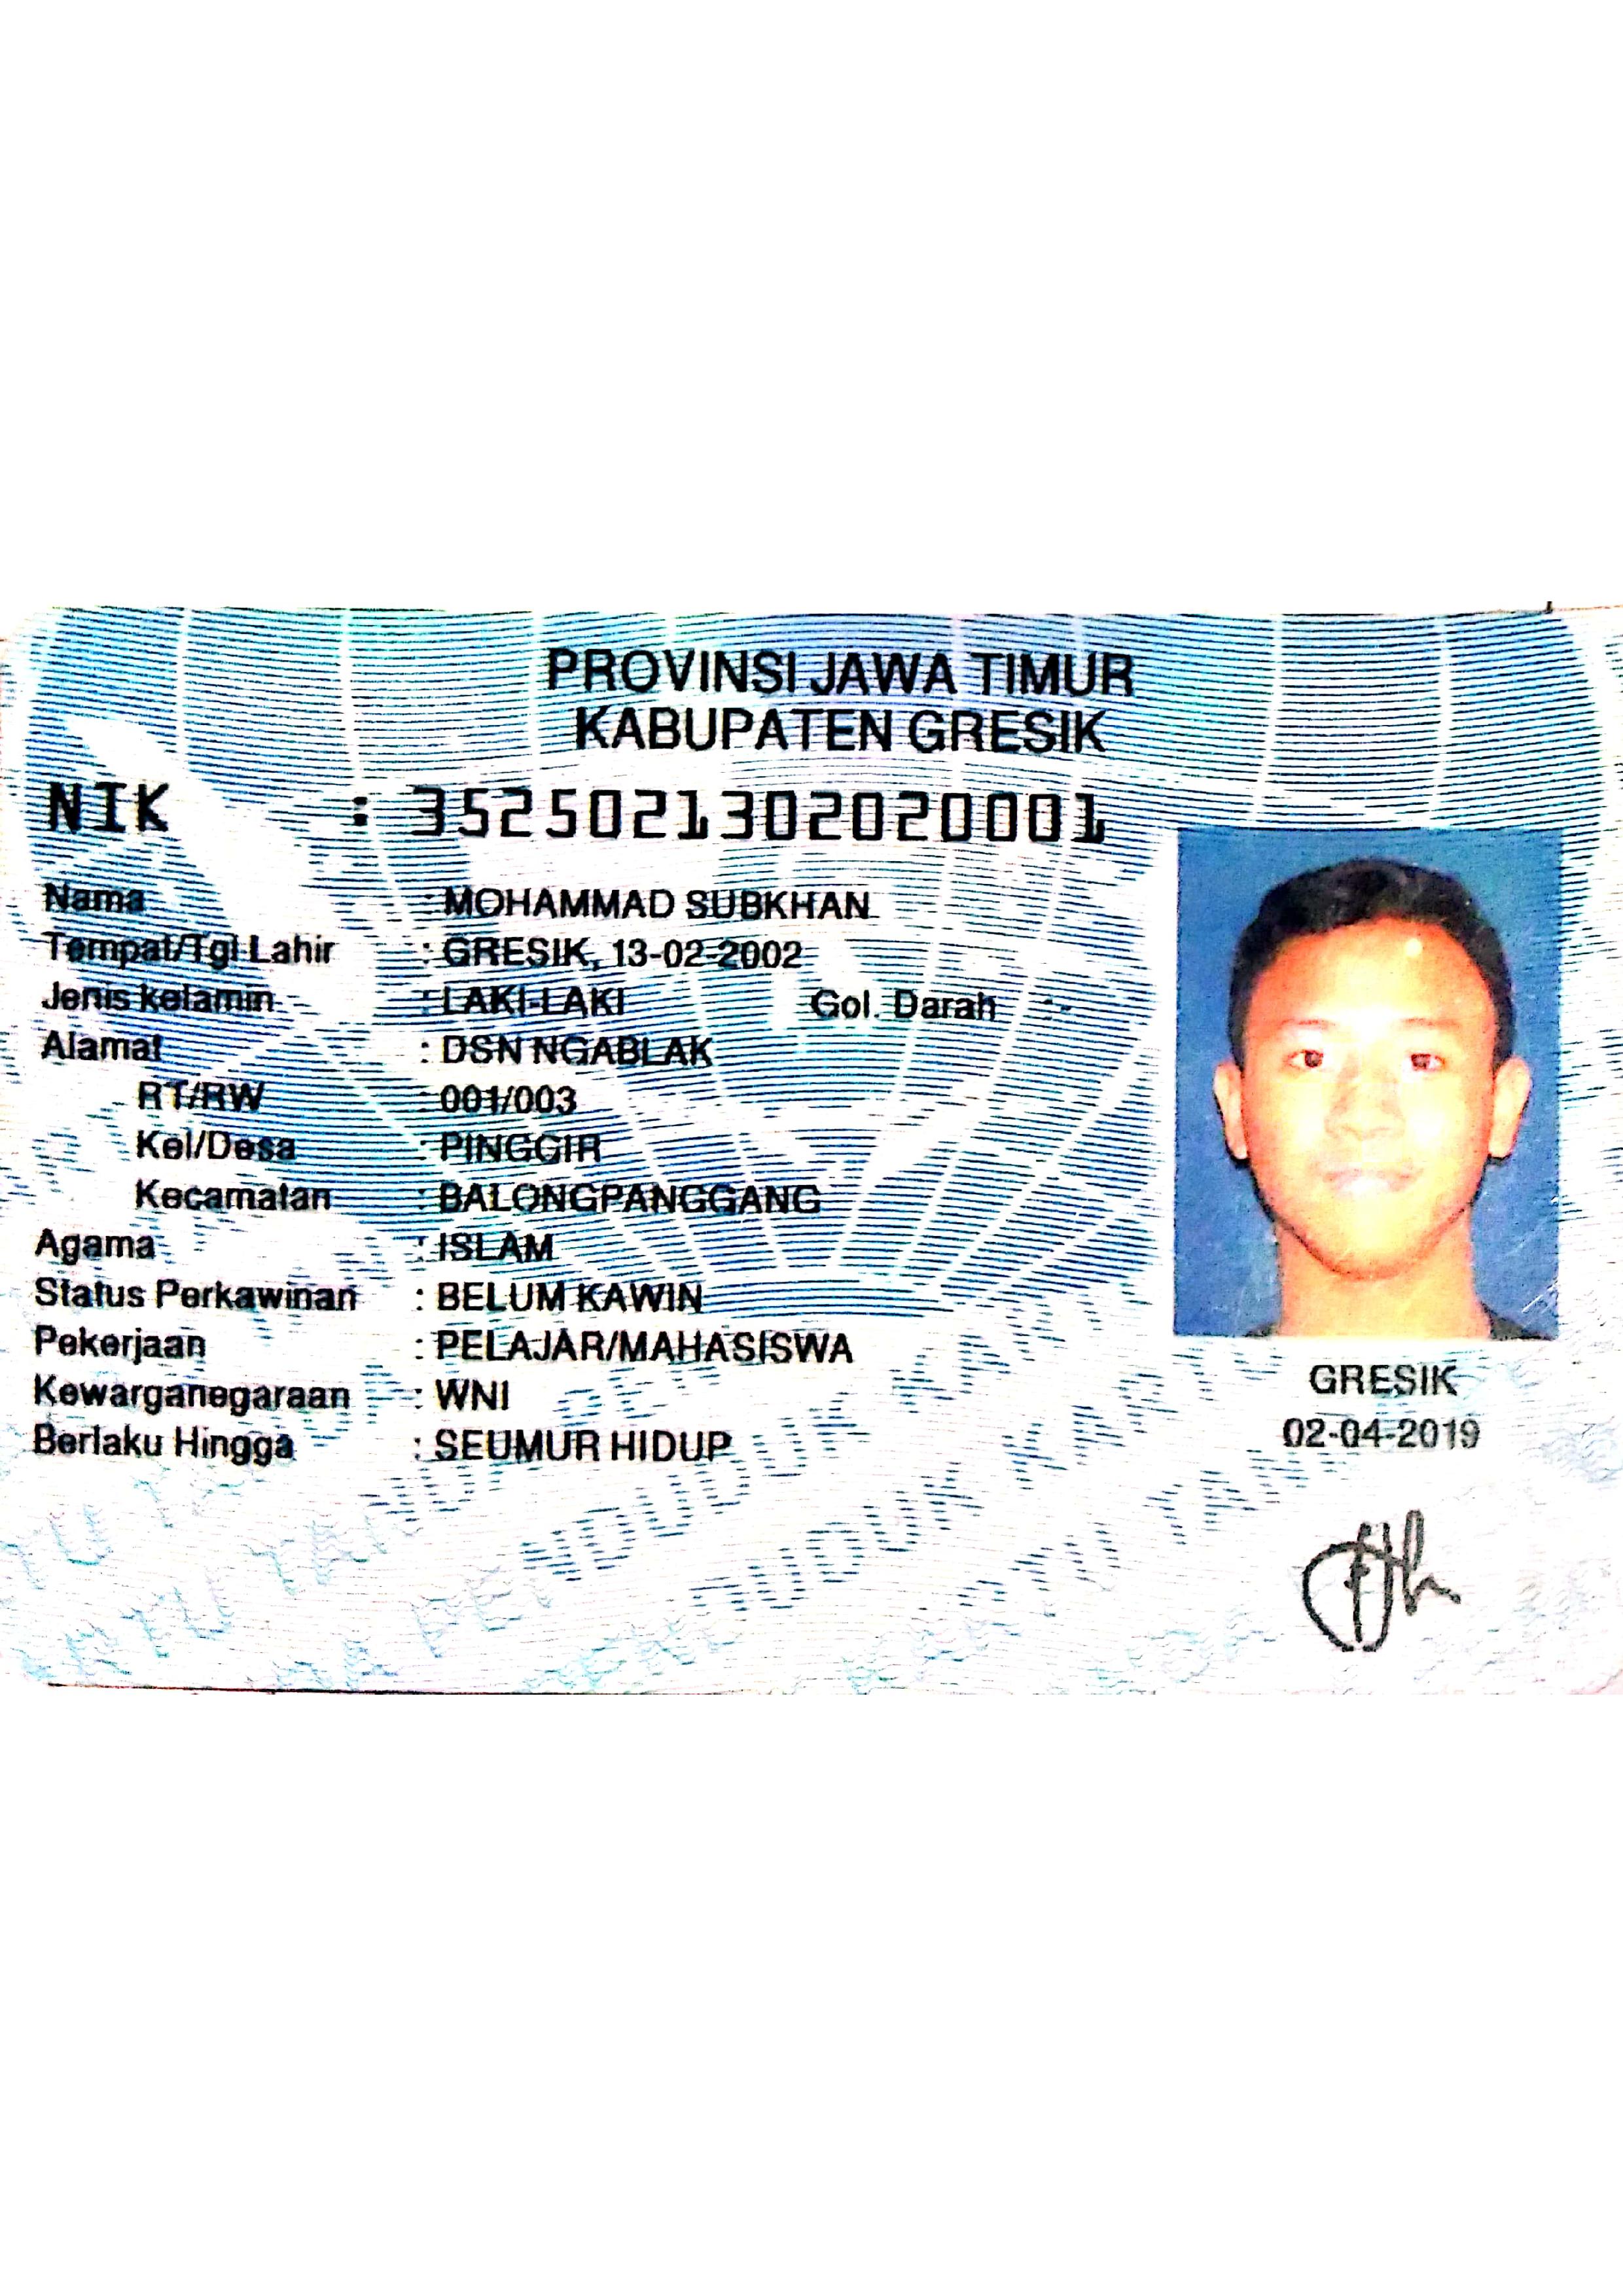 PROVINSI JAWA TIMUR
KABUPATEN GRESIK
NIK : 3525021302020001
Nama : MOHAMMAD SUBKHAN
Tempat/Tgl Lahir : GRESIK, 13-02-2002
Jenis kelamin : LAKI-LAKI Gol. Darah : -
Alamat : DSN NGABLAK
RT/RW : 001/003
Kel/Desa : PINGGIR
Kecamatan : BALONGPANGGANG
Agama : ISLAM
Status Perkawinan : BELUM KAWIN
Pekerjaan : PELAJAR/MAHASISWA
Kewarganegaraan : WNI
Berlaku Hingga : SEUMUR HIDUP
GRESIK
02-04-2019